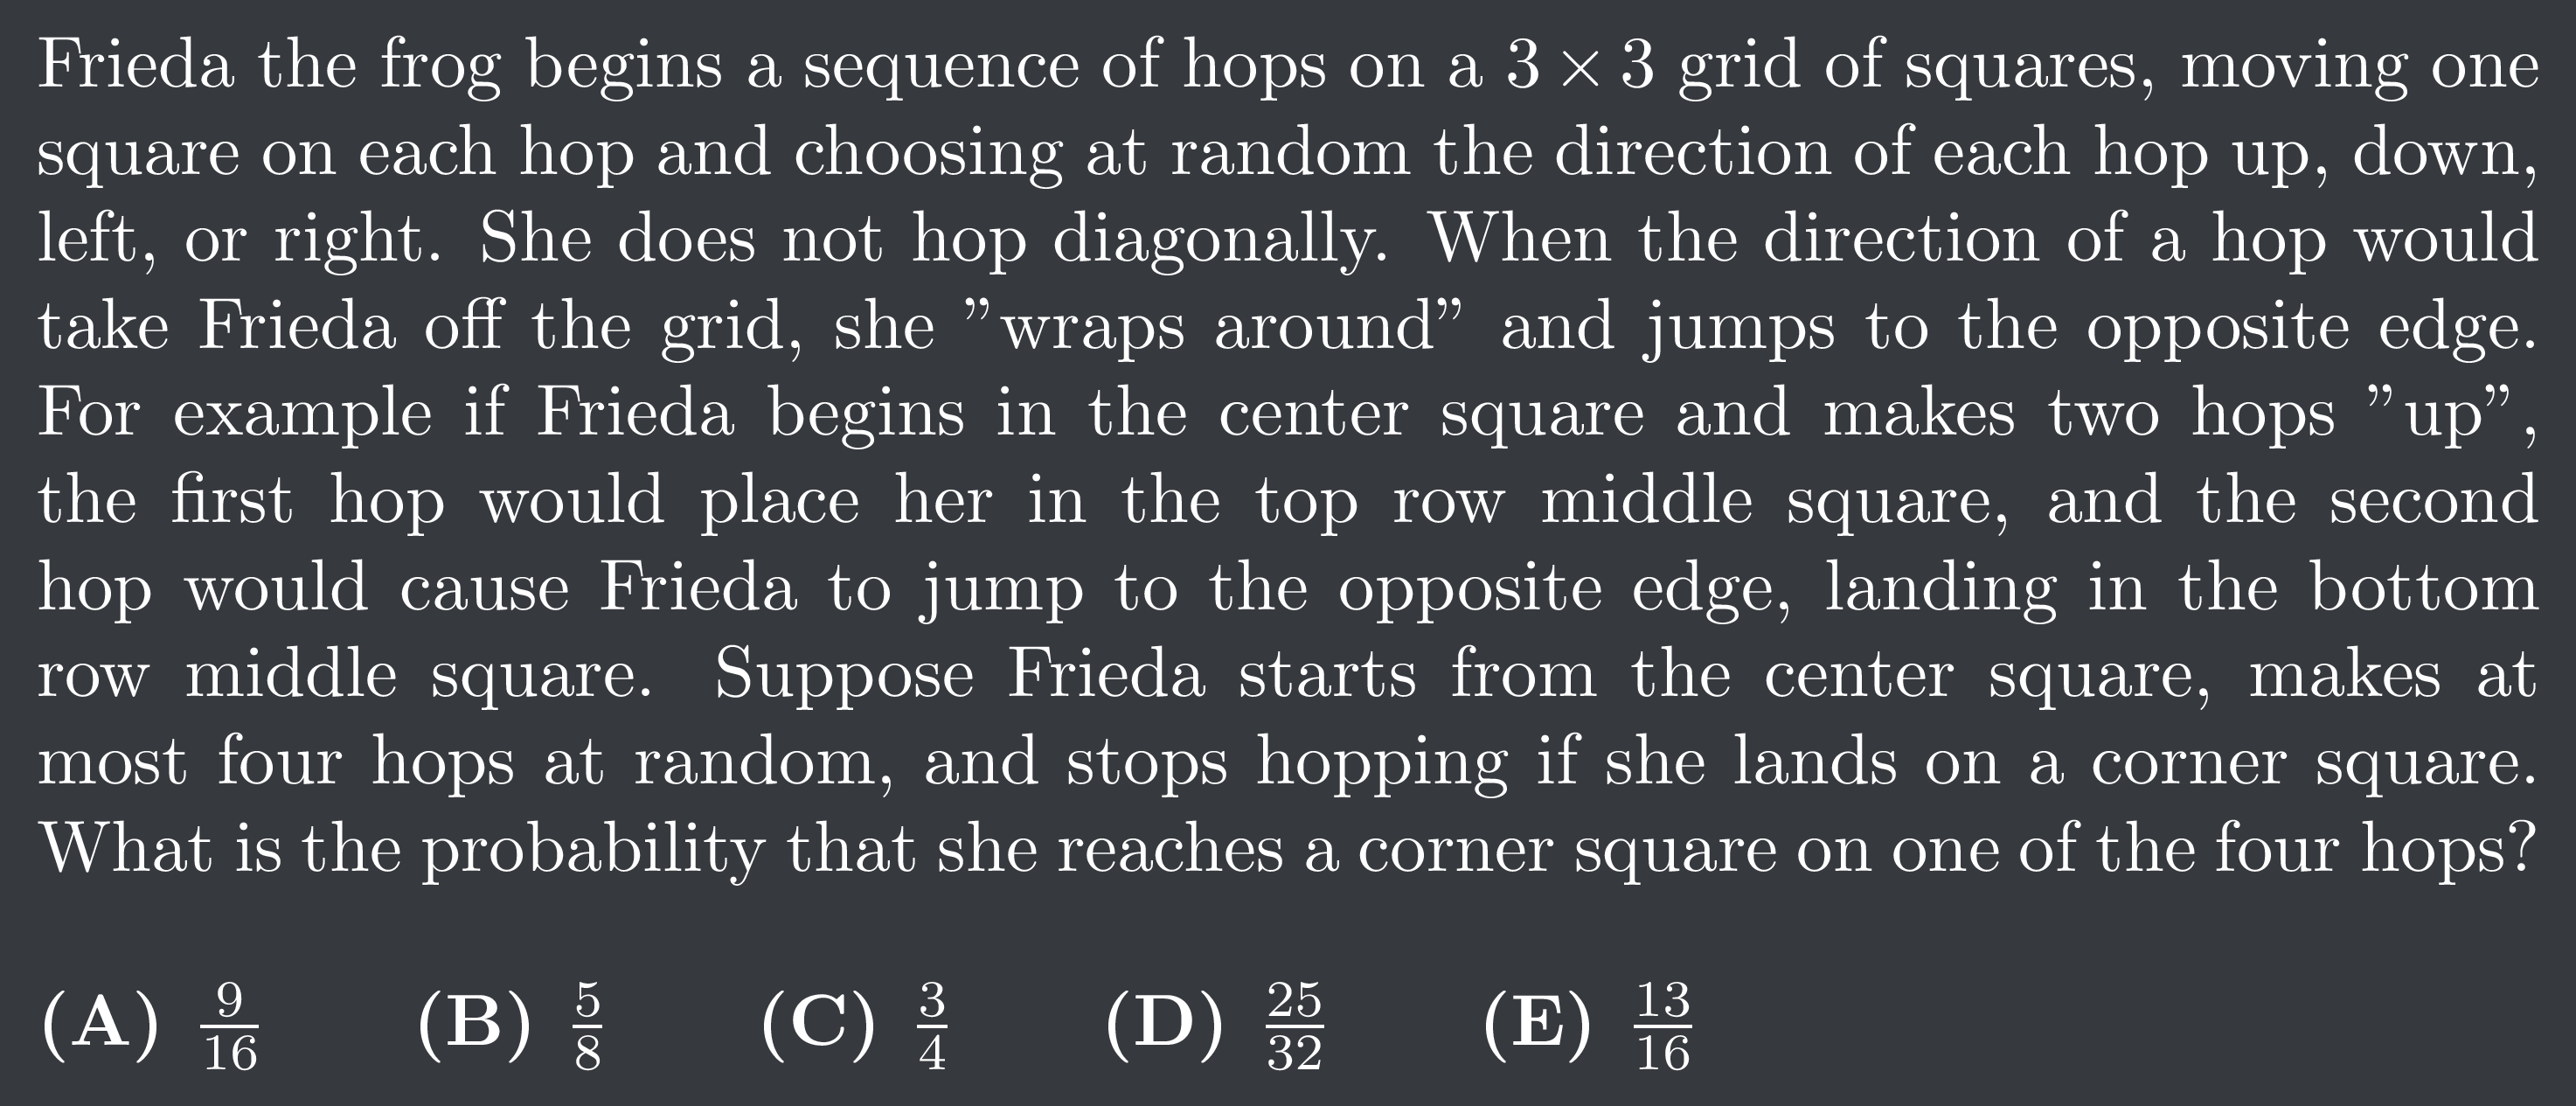 Frieda the frog begins a sequence of hops on a 3 × 3 grid of squares, moving one
square on each hop and choosing at random the direction of each hop up, down,
left, or right. She does not hop diagonally. When the direction of a hop would
take Frieda off the grid, she ”wraps around” and jumps to the opposite edge.
For example if Frieda begins in the center square and makes two hops ”up”,
the first hop would place her in the top row middle square, and the second
hop would cause Frieda to jump to the opposite edge, landing in the bottom
row middle square. Suppose Frieda starts from the center square, makes at
most four hops at random, and stops hopping if she lands on a corner square.
What is the probability that she reaches a corner square on one of the four hops?
(A) 9/16 (B) 5/8 (C) 3/4 (D) 25/32 (E) 13/16